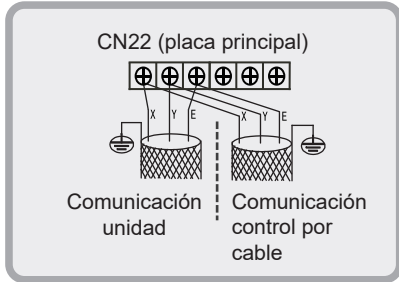 CN22 (placa principal)
X Y E X Y E
Comunicación
unidad
Comunicación
control por
cable